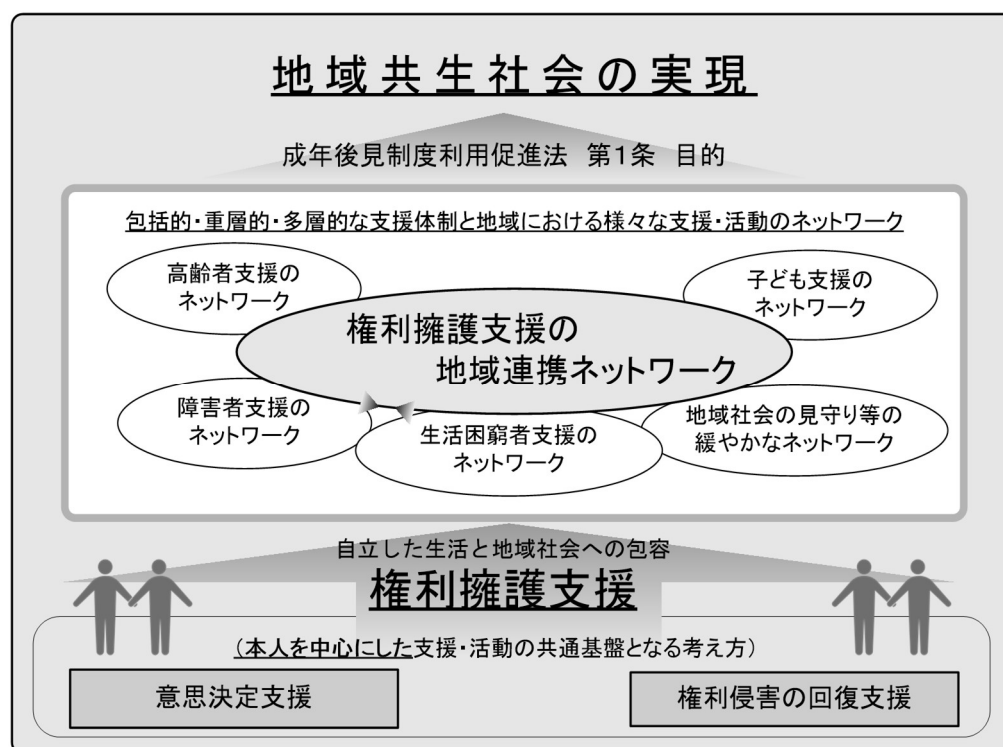 地域共生社会の実現
成年後見制度利用促進法　第1条　目的
包括的・重層的・多層的な支援体制と地域における様々な支援・活動のネットワーク
高齢者支援の
ネットワーク
子ども支援の
ネットワーク
権利擁護支援の
地域連携ネットワーク
障害者支援の
ネットワーク
生活困窮者支援の
ネットワーク
地域社会の見守り等の
緩やかなネットワーク
自立した生活と地域社会への包容
権利擁護支援
（本人を中心にした支援・活動の共通基盤となる考え方）
意思決定支援
権利侵害の回復支援